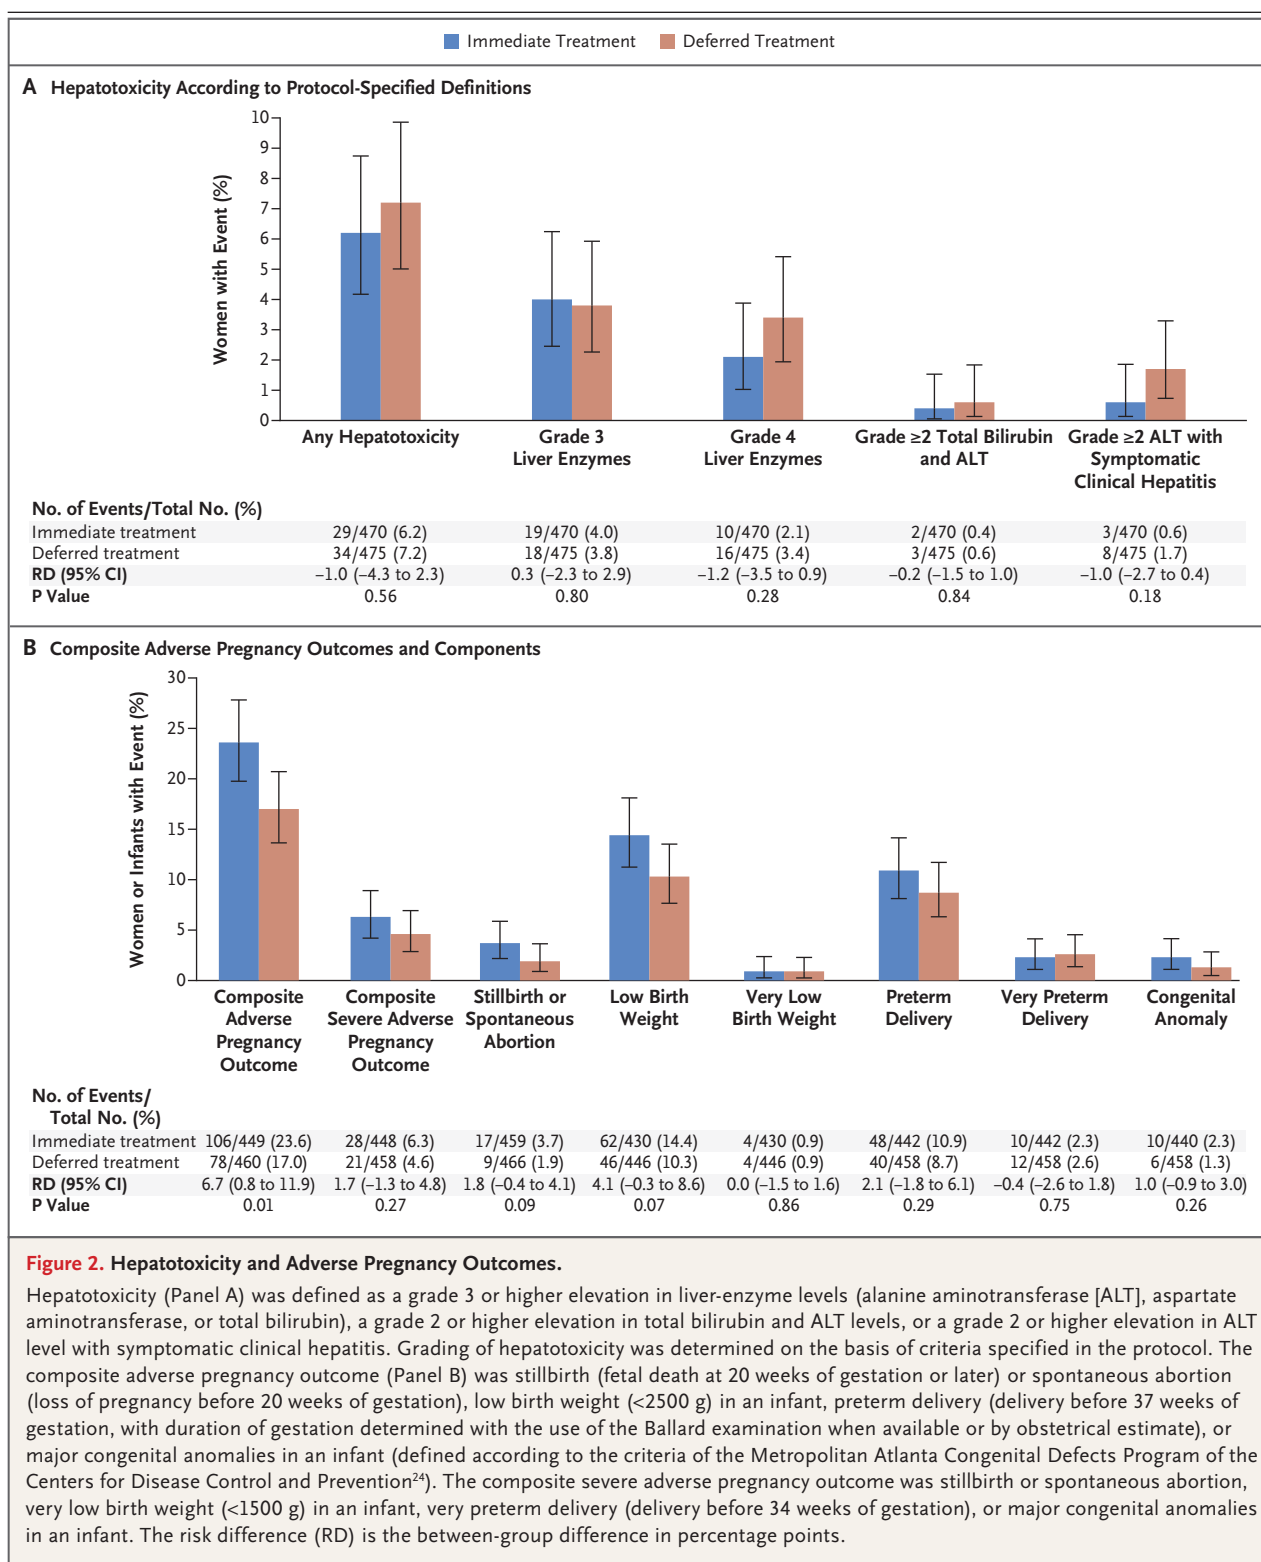 Immediate Treatment Deferred Treatment
A Hepatotoxicity According to Protocol-Specified Definitions
Women with Event (%)
10
9
8
7
6
5
4
3
2
1
0
Any Hepatotoxicity
Grade 3
Liver Enzymes
Grade 4
Liver Enzymes
Grade ≥2 Total Bilirubin
and ALT
Grade ≥2 ALT with
Symptomatic
Clinical Hepatitis
No. of Events/Total No. (%)
Immediate treatment 29/470 (6.2) 19/470 (4.0) 10/470 (2.1) 2/470 (0.4) 3/470 (0.6)
Deferred treatment 34/475 (7.2) 18/475 (3.8) 16/475 (3.4) 3/475 (0.6) 8/475 (1.7)
RD (95% CI) –1.0 (–4.3 to 2.3) 0.3 (–2.3 to 2.9) –1.2 (–3.5 to 0.9) –0.2 (–1.5 to 1.0) –1.0 (–2.7 to 0.4)
P Value 0.56 0.80 0.28 0.84 0.18
B Composite Adverse Pregnancy Outcomes and Components
Women or Infants with Event (%)
30
25
20
15
10
5
0
Composite
Adverse
Pregnancy
Outcome
Composite
Severe Adverse
Pregnancy
Outcome
Stillbirth or
Spontaneous
Abortion
Low Birth
Weight
Very Low
Birth Weight
Preterm
Delivery
Very Preterm
Delivery
Congenital
Anomaly
No. of Events/
Total No. (%)
Immediate treatment 106/449 (23.6) 28/448 (6.3) 17/459 (3.7) 62/430 (14.4) 4/430 (0.9) 48/442 (10.9) 10/442 (2.3) 10/440 (2.3)
Deferred treatment 78/460 (17.0) 21/458 (4.6) 9/466 (1.9) 46/446 (10.3) 4/446 (0.9) 40/458 (8.7) 12/458 (2.6) 6/458 (1.3)
RD (95% CI) 6.7 (0.8 to 11.9) 1.7 (–1.3 to 4.8) 1.8 (–0.4 to 4.1) 4.1 (–0.3 to 8.6) 0.0 (–1.5 to 1.6) 2.1 (–1.8 to 6.1) –0.4 (–2.6 to 1.8) 1.0 (–0.9 to 3.0)
P Value 0.01 0.27 0.09 0.07 0.86 0.29 0.75 0.26
Figure 2. Hepatotoxicity and Adverse Pregnancy Outcomes.
Hepatotoxicity (Panel A) was defined as a grade 3 or higher elevation in liver-enzyme levels (alanine aminotransferase [ALT], aspartate
aminotransferase, or total bilirubin), a grade 2 or higher elevation in total bilirubin and ALT levels, or a grade 2 or higher elevation in ALT
level with symptomatic clinical hepatitis. Grading of hepatotoxicity was determined on the basis of criteria specified in the protocol. The
composite adverse pregnancy outcome (Panel B) was stillbirth (fetal death at 20 weeks of gestation or later) or spontaneous abortion
(loss of pregnancy before 20 weeks of gestation), low birth weight (<2500 g) in an infant, preterm delivery (delivery before 37 weeks of
gestation, with duration of gestation determined with the use of the Ballard examination when available or by obstetrical estimate), or
major congenital anomalies in an infant (defined according to the criteria of the Metropolitan Atlanta Congenital Defects Program of the
Centers for Disease Control and Prevention24). The composite severe adverse pregnancy outcome was stillbirth or spontaneous abortion,
very low birth weight (<1500 g) in an infant, very preterm delivery (delivery before 34 weeks of gestation), or major congenital anomalies
in an infant. The risk difference (RD) is the between-group difference in percentage points.